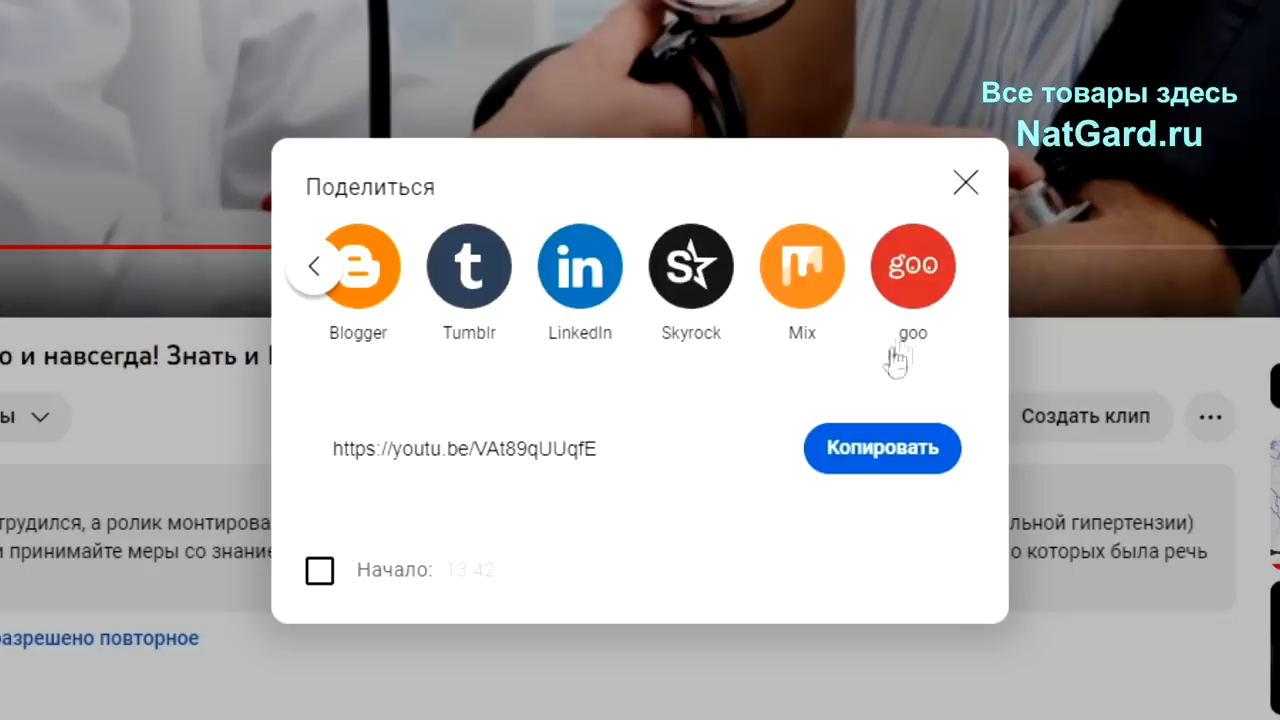 Все товары здесь
NatGard.ru
Поделиться
goo
Blogger
Tumblr
LinkedIn
Skyrock
Mix
goo
о и навсегда! Знать и
ы
Создать клип
https://youtu.be/VAt89qUUqfE
Копировать
трудился, а ролик монтирова
льной гипертензии)
и принимайте меры со знание
о которых была речь
Начало: 13:42
разрешено повторное